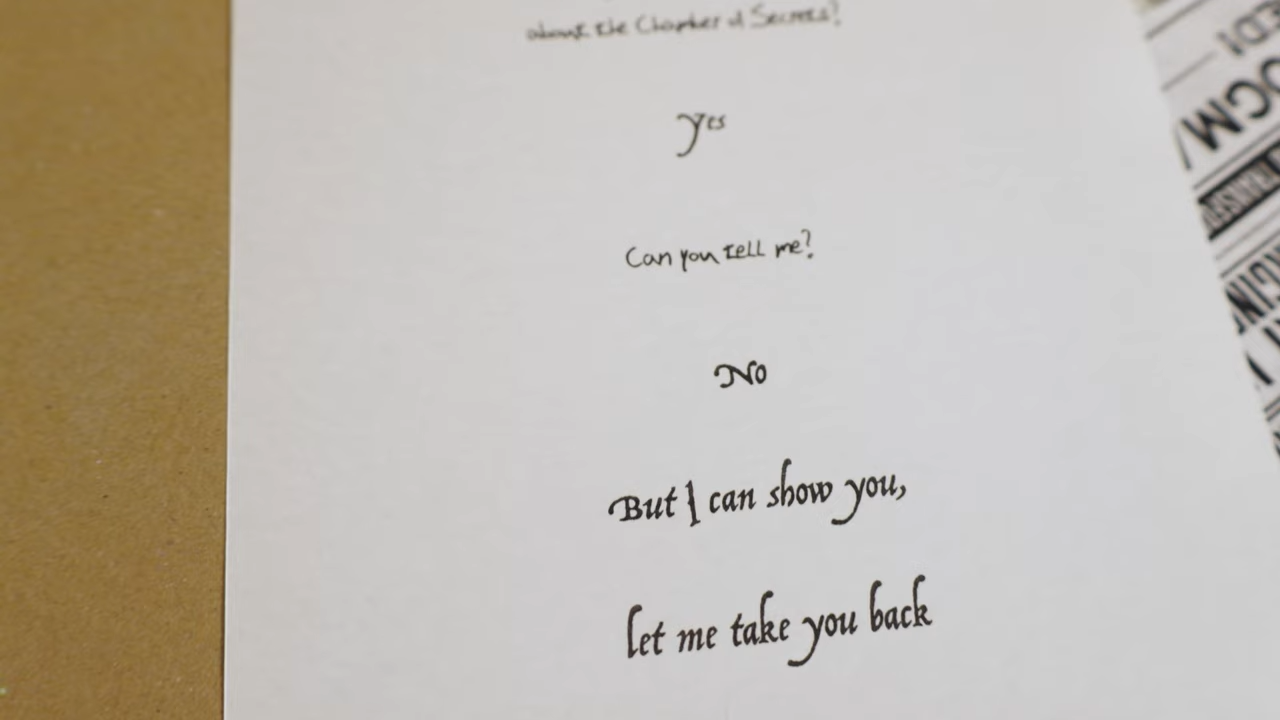 about the Chamber of Secrets?
Yes
Can you tell me?
No
But I can show you,
let me take you back